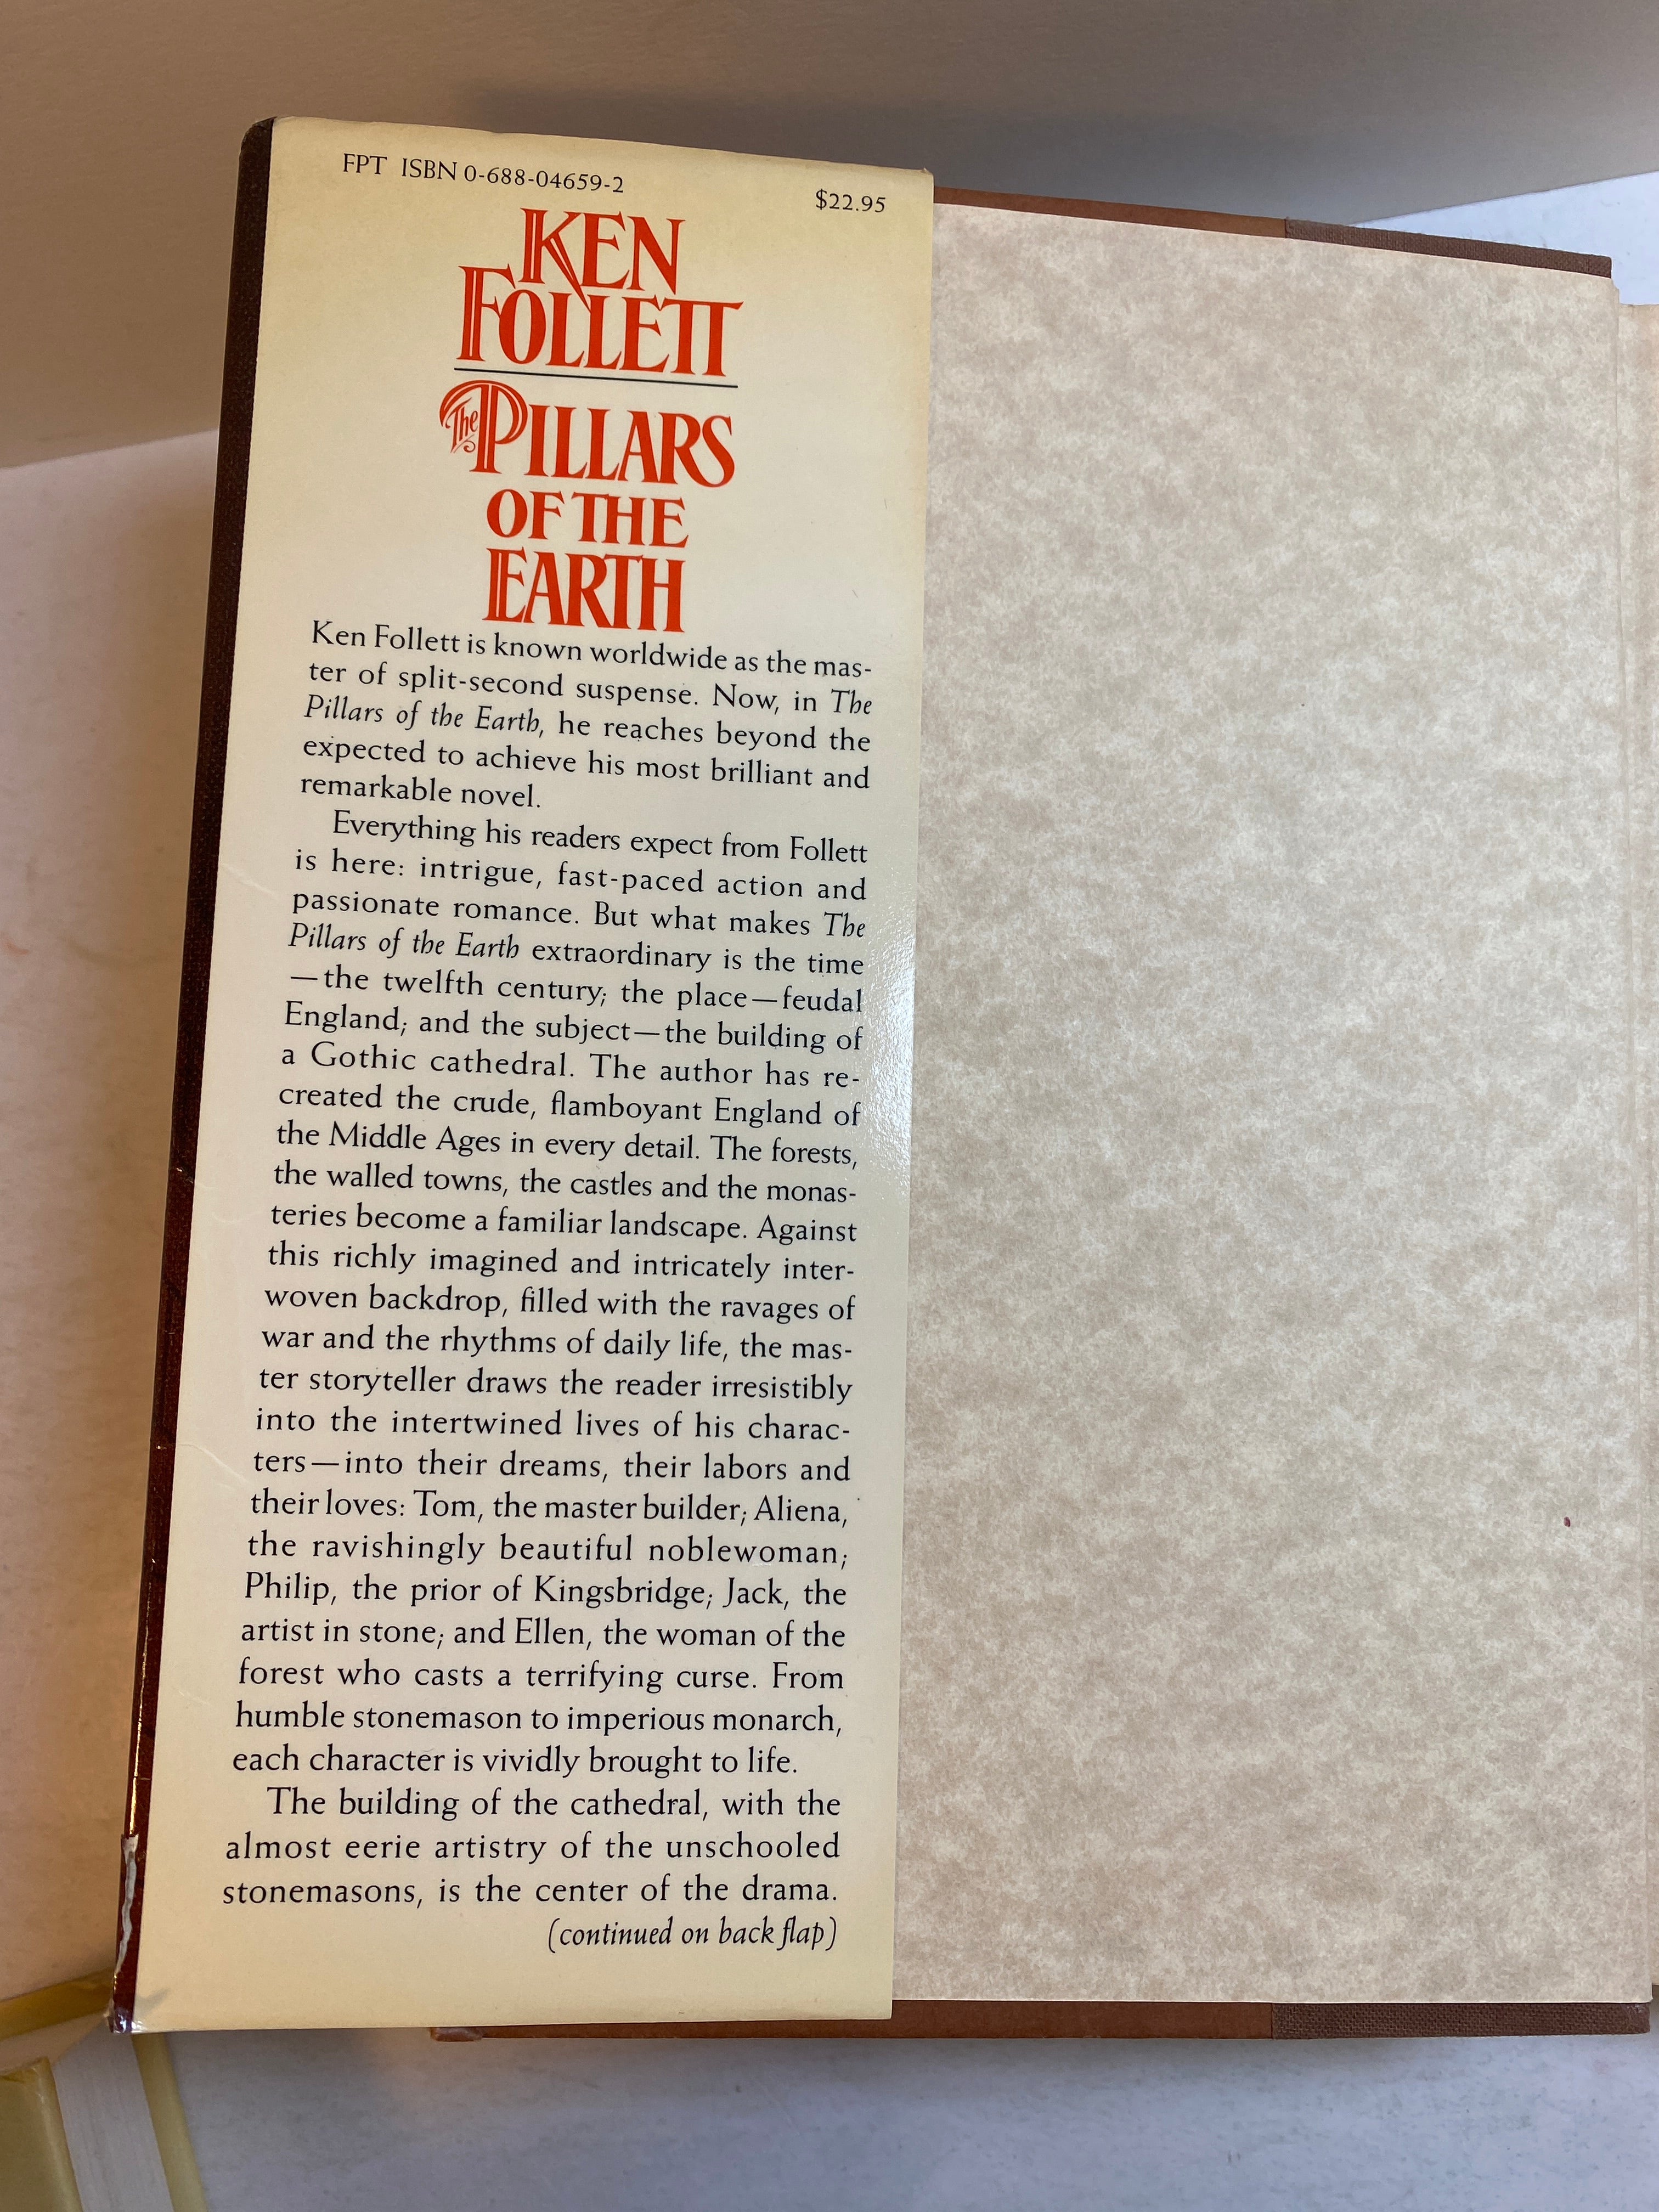 FPT ISBN 0-688-04659-2
$22.95
KEN
FOLLETT
The PILLARS
OF THE
EARTH
Ken Follett is known worldwide as the mas-
ter of split-second suspense. Now, in The
Pillars of the Earth, he reaches beyond the
expected to achieve his most brilliant and
remarkable novel.
Everything his readers expect from Follett
is here: intrigue, fast-paced action and
passionate romance. But what makes The
Pillars of the Earth extraordinary is the time
—the twelfth century; the place—feudal
England; and the subject—the building of
a Gothic cathedral. The author has re-
created the crude, flamboyant England of
the Middle Ages in every detail. The forests,
the walled towns, the castles and the monas-
teries become a familiar landscape. Against
this richly imagined and intricately inter-
woven backdrop, filled with the ravages of
war and the rhythms of daily life, the mas-
ter storyteller draws the reader irresistibly
into the intertwined lives of his charac-
ters—into their dreams, their labors and
their loves: Tom, the master builder; Aliena,
the ravishingly beautiful noblewoman;
Philip, the prior of Kingsbridge; Jack, the
artist in stone; and Ellen, the woman of the
forest who casts a terrifying curse. From
humble stonemason to imperious monarch,
each character is vividly brought to life.
The building of the cathedral, with the
almost eerie artistry of the unschooled
stonemasons, is the center of the drama.
(continued on back flap)